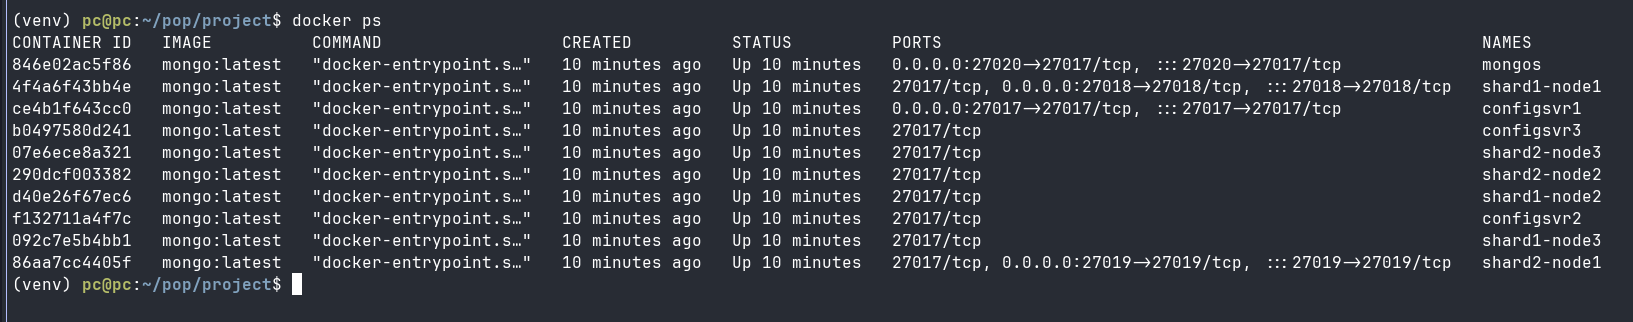 (venv) pc@pc:~/pop/project$ docker ps
CONTAINER ID   IMAGE          COMMAND                  CREATED          STATUS          PORTS                                                      NAMES
846e02ac5f86   mongo:latest   "docker-entrypoint.s…"   10 minutes ago   Up 10 minutes   0.0.0.0:27020->27017/tcp, :::27020->27017/tcp              mongos
4f4a6f43bb4e   mongo:latest   "docker-entrypoint.s…"   10 minutes ago   Up 10 minutes   27017/tcp, 0.0.0.0:27018->27018/tcp, :::27018->27018/tcp   shard1-node1
ce4b1f643cc0   mongo:latest   "docker-entrypoint.s…"   10 minutes ago   Up 10 minutes   0.0.0.0:27017->27017/tcp, :::27017->27017/tcp              configsvr1
b0497580d241   mongo:latest   "docker-entrypoint.s…"   10 minutes ago   Up 10 minutes   27017/tcp                                                  configsvr3
07e6ece8a321   mongo:latest   "docker-entrypoint.s…"   10 minutes ago   Up 10 minutes   27017/tcp                                                  shard2-node3
290dcf003382   mongo:latest   "docker-entrypoint.s…"   10 minutes ago   Up 10 minutes   27017/tcp                                                  shard2-node2
d40e26f67ec6   mongo:latest   "docker-entrypoint.s…"   10 minutes ago   Up 10 minutes   27017/tcp                                                  shard1-node2
f132711a4f7c   mongo:latest   "docker-entrypoint.s…"   10 minutes ago   Up 10 minutes   27017/tcp                                                  configsvr2
092c7e5b4bb1   mongo:latest   "docker-entrypoint.s…"   10 minutes ago   Up 10 minutes   27017/tcp                                                  shard1-node3
86aa7cc4405f   mongo:latest   "docker-entrypoint.s…"   10 minutes ago   Up 10 minutes   27017/tcp, 0.0.0.0:27019->27019/tcp, :::27019->27019/tcp   shard2-node1
(venv) pc@pc:~/pop/project$